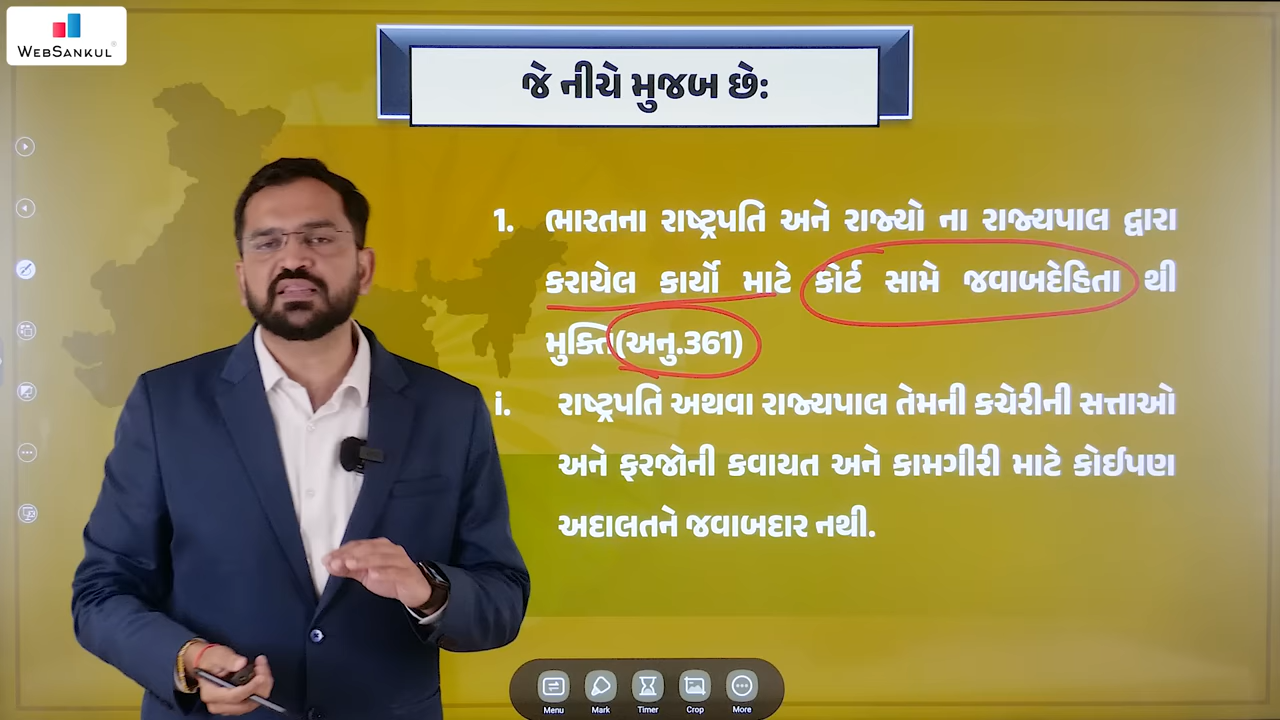 WEBSANKUL
જે નીચે મુજબ છે:
1. ભારતના રાષ્ટ્રપતિ અને રાજ્યો ના રાજ્યપાલ દ્વારા
કરાયેલ કાર્યો માટે કોર્ટ સામે જવાબદેહિતા થી
મુક્તિ(અનુ.361)
i. રાષ્ટ્રપતિ અથવા રાજ્યપાલ તેમની કચેરીની સત્તાઓ
અને ફરજોની કવાયત અને કામગીરી માટે કોઈપણ
અદાલતને જવાબદાર નથી.
Menu Mark Timer Crop More